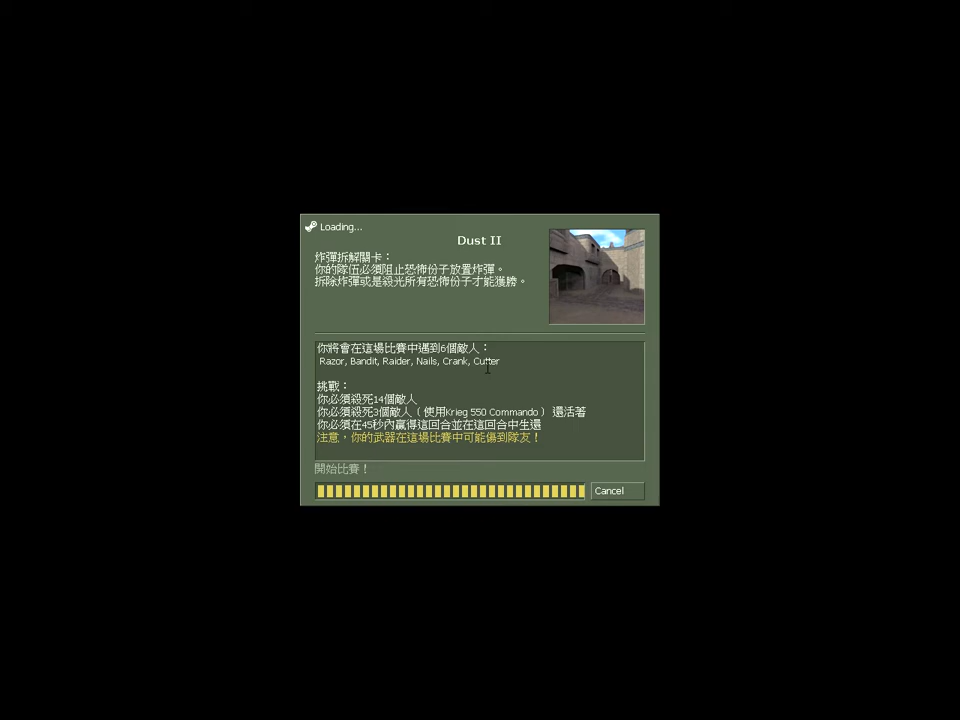 Loading...
Dust II
炸彈拆解關卡：
你的隊伍必須阻止恐怖份子放置炸彈。
拆除炸彈或是殺光所有恐怖份子才能獲勝。
你將會在這場比賽中遇到6個敵人：
Razor, Bandit, Raider, Nails, Crank, Cutter
挑戰：
你必須殺死14個敵人
你必須殺死3個敵人（使用Krieg 550 Commando） 還活著
你必須在45秒內贏得這回合並在這回合中生還
注意，你的武器在這場比賽中可能傷到隊友！
開始比賽！
Cancel